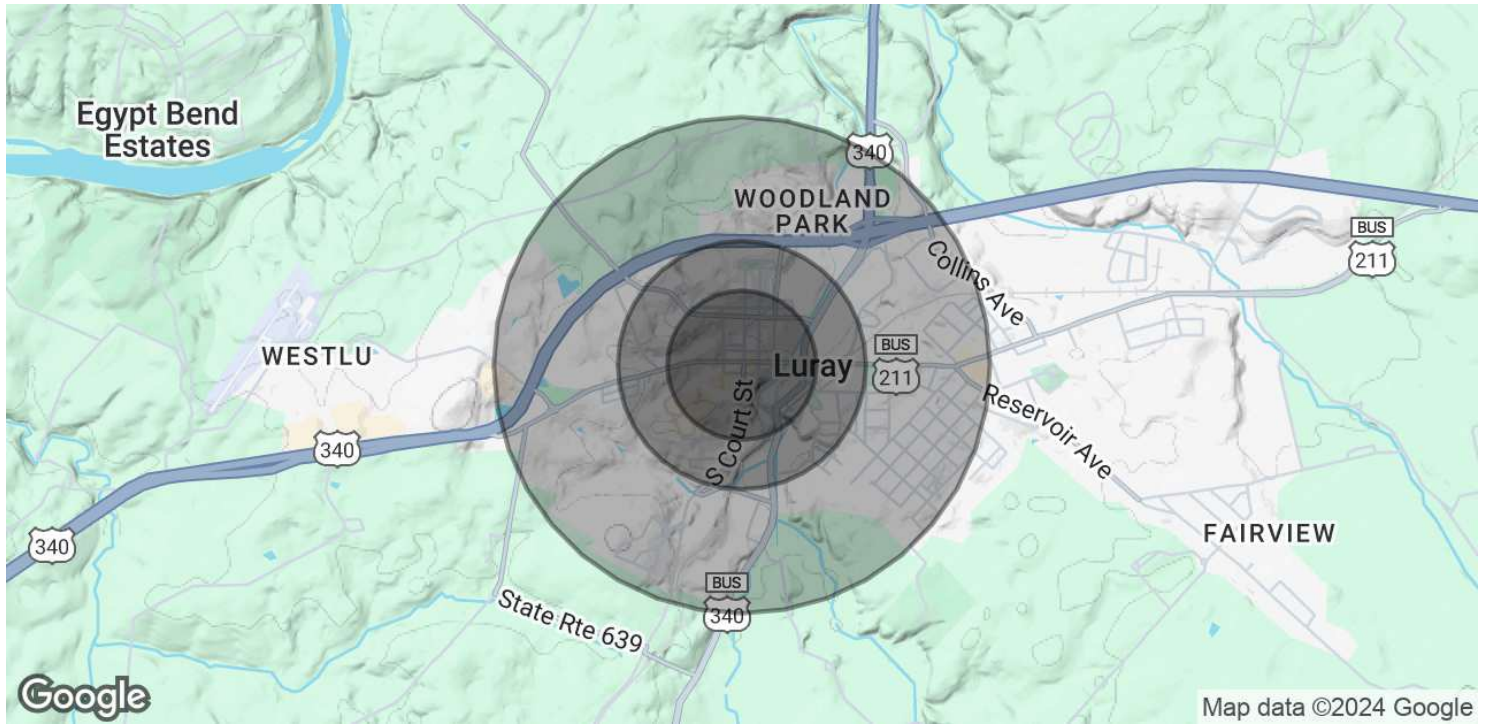 Egypt Bend
Estates
340
WOODLAND
PARK
BUS
211
Collins Ave
WESTLU
Luray
BUS
211
340
S Court St
Reservoir Ave
FAIRVIEW
340
BUS
340
State Rte 639
Google
Map data ©2024 Google